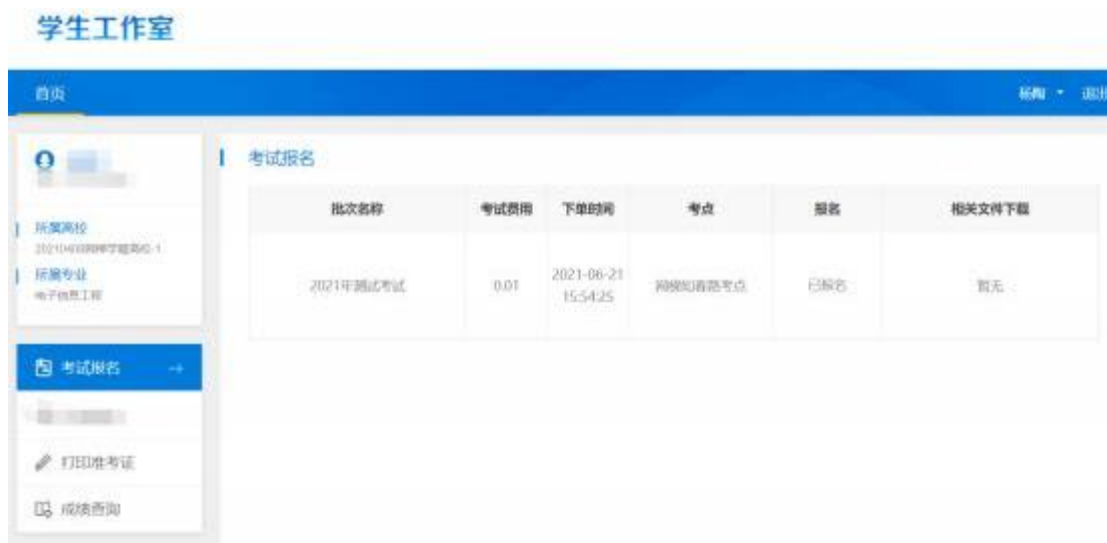 学生工作室
首页
退出
考试报名
批次名称 考试费用 下单时间 考点 报名 相关文件下载
所属高校
2021年测试考试 0.01 2021-06-21 已报名 暂无
15:54:25
所属专业
电子信息工程
考试报名
打印准考证
成绩查询